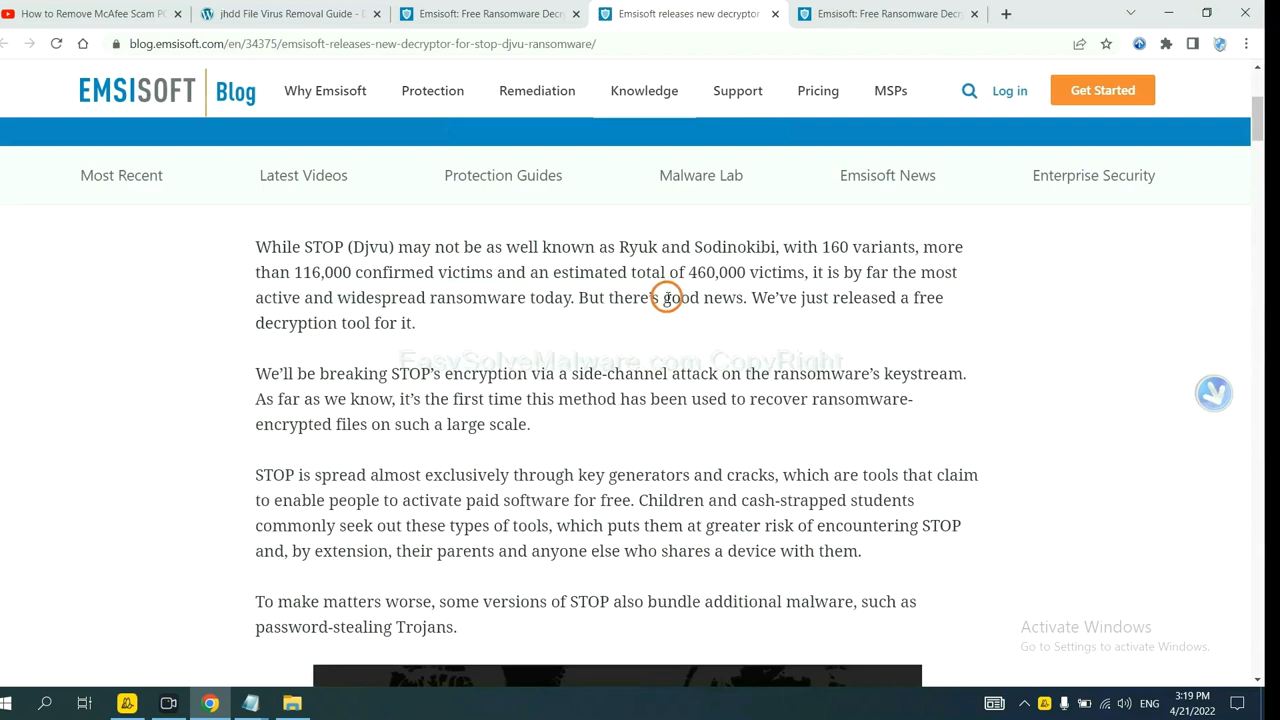 How to Remove McAfee Scam P
jhdd File Virus Removal Guide - D
Emsisoft: Free Ransomware Decr
Emsisoft releases new decryptor
Emsisoft: Free Ransomware Decr
blog.emsisoft.com/en/34375/emsisoft-releases-new-decryptor-for-stop-djvu-ransomware/
EMSISOFT Blog
Why Emsisoft
Protection
Remediation
Knowledge
Support
Pricing
MSPs
Log in
Get Started
Most Recent
Latest Videos
Protection Guides
Malware Lab
Emsisoft News
Enterprise Security
While STOP (Djvu) may not be as well known as Ryuk and Sodinokibi, with 160 variants, more
than 116,000 confirmed victims and an estimated total of 460,000 victims, it is by far the most
active and widespread ransomware today. But there’s good news. We’ve just released a free
decryption tool for it.
EasySolveMalware.com CopyRight
We’ll be breaking STOP’s encryption via a side-channel attack on the ransomware’s keystream.
As far as we know, it’s the first time this method has been used to recover ransomware-
encrypted files on such a large scale.
STOP is spread almost exclusively through key generators and cracks, which are tools that claim
to enable people to activate paid software for free. Children and cash-strapped students
commonly seek out these types of tools, which puts them at greater risk of encountering STOP
and, by extension, their parents and anyone else who shares a device with them.
To make matters worse, some versions of STOP also bundle additional malware, such as
password-stealing Trojans.
Activate Windows
Go to Settings to activate Windows.
ENG
3:19 PM
4/21/2022